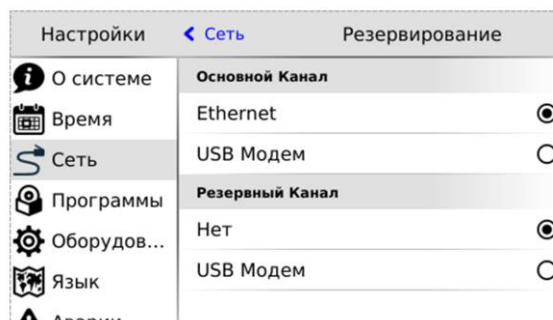 Настройки
Сеть
Резервирование
О системе
Время
Сеть
Программы
Оборудов...
Язык
Основной Канал
Ethernet
USB Модем
Резервный Канал
Нет
USB Модем